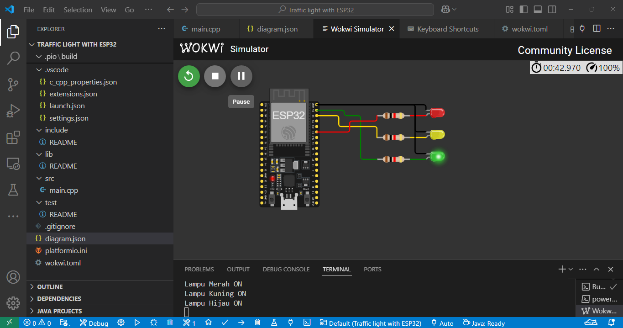 File Edit Selection View Go ...
Traffic light with ESP32
EXPLORER
TRAFFIC LIGHT WITH ESP32
.pio\build
.vscode
c_cpp_properties.json
extensions.json
launch.json
settings.json
include
README
lib
README
src
main.cpp
test
README
.gitignore
diagram.json
platformio.ini
wokwi.toml
OUTLINE
DEPENDENCIES
JAVA PROJECTS
main.cpp
diagram.json
Wokwi Simulator
Keyboard Shortcuts
wokwi.toml
WOKWI Simulator
Community License
00:42.970 100%
Pause
ESP32
PROBLEMS OUTPUT DEBUG CONSOLE TERMINAL PORTS
Lampu Merah ON
Lampu Kuning ON
Lampu Hijau ON
Bu...
power...
Wokw...
0 0 Debug 1 Default (Traffic light with ESP32) Auto Java: Ready